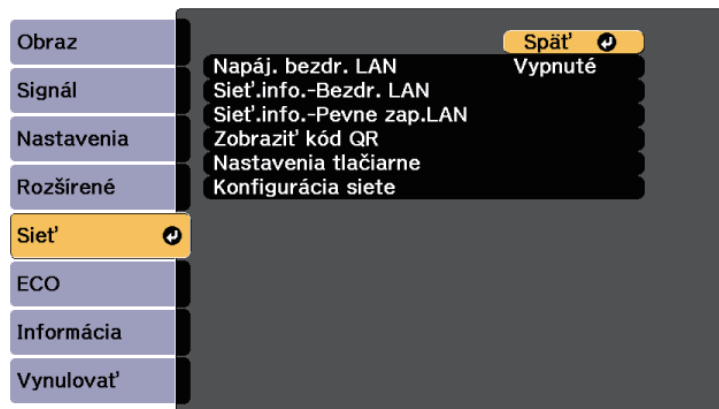 Obraz
Signál
Nastavenia
Rozšírené
Sieť
ECO
Informácia
Vynulovať
Späť
Napáj. bezdr. LAN Vypnuté
Sieť.info.-Bezdr. LAN
Sieť.info.-Pevne zap.LAN
Zobraziť kód QR
Nastavenia tlačiarne
Konfigurácia siete